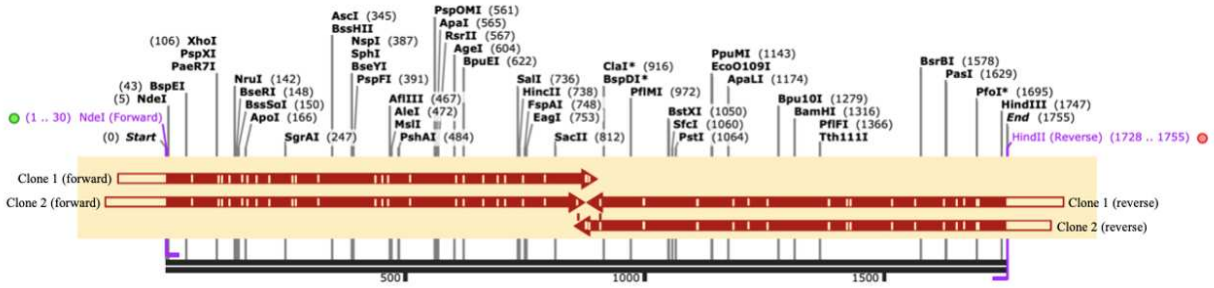 PspOMI (561)
AscI (345)
ApaI (565)
BssHII
RsrII (567)
(106) XhoI
NspI (387)
AgeI (604)
PpuMI (1143)
PspXI
SphI
BpuEI (622)
ClaI* (916)
EcoO109I
BsrBI (1578)
PaeR7I
BseYI
(43) BspEI
NruI (142)
PspFI (391)
SalI (736)
BspDI*
ApaLI (1174)
PasI (1629)
(5) NdeI
BseRI (148)
AflIII (467)
HincII (738)
PflMI (972)
Bpu10I (1279)
PfoI* (1695)
BssSαI (150)
AleI (472)
FspAI (748)
BstXI (1050)
BamHI (1316)
HindIII (1747)
(1 .. 30) NdeI (Forward)
ApoI (166)
MslI
EagI (753)
SfcI (1060)
PflFI (1366)
End (1755)
(0) Start
SgrAI (247)
PshAI (484)
SacII (812)
PstI (1064)
Tth111I
HindII (Reverse) (1728 .. 1755)
Clone 1 (forward)
Clone 2 (forward)
Clone 1 (reverse)
Clone 2 (reverse)
500
1000
1500